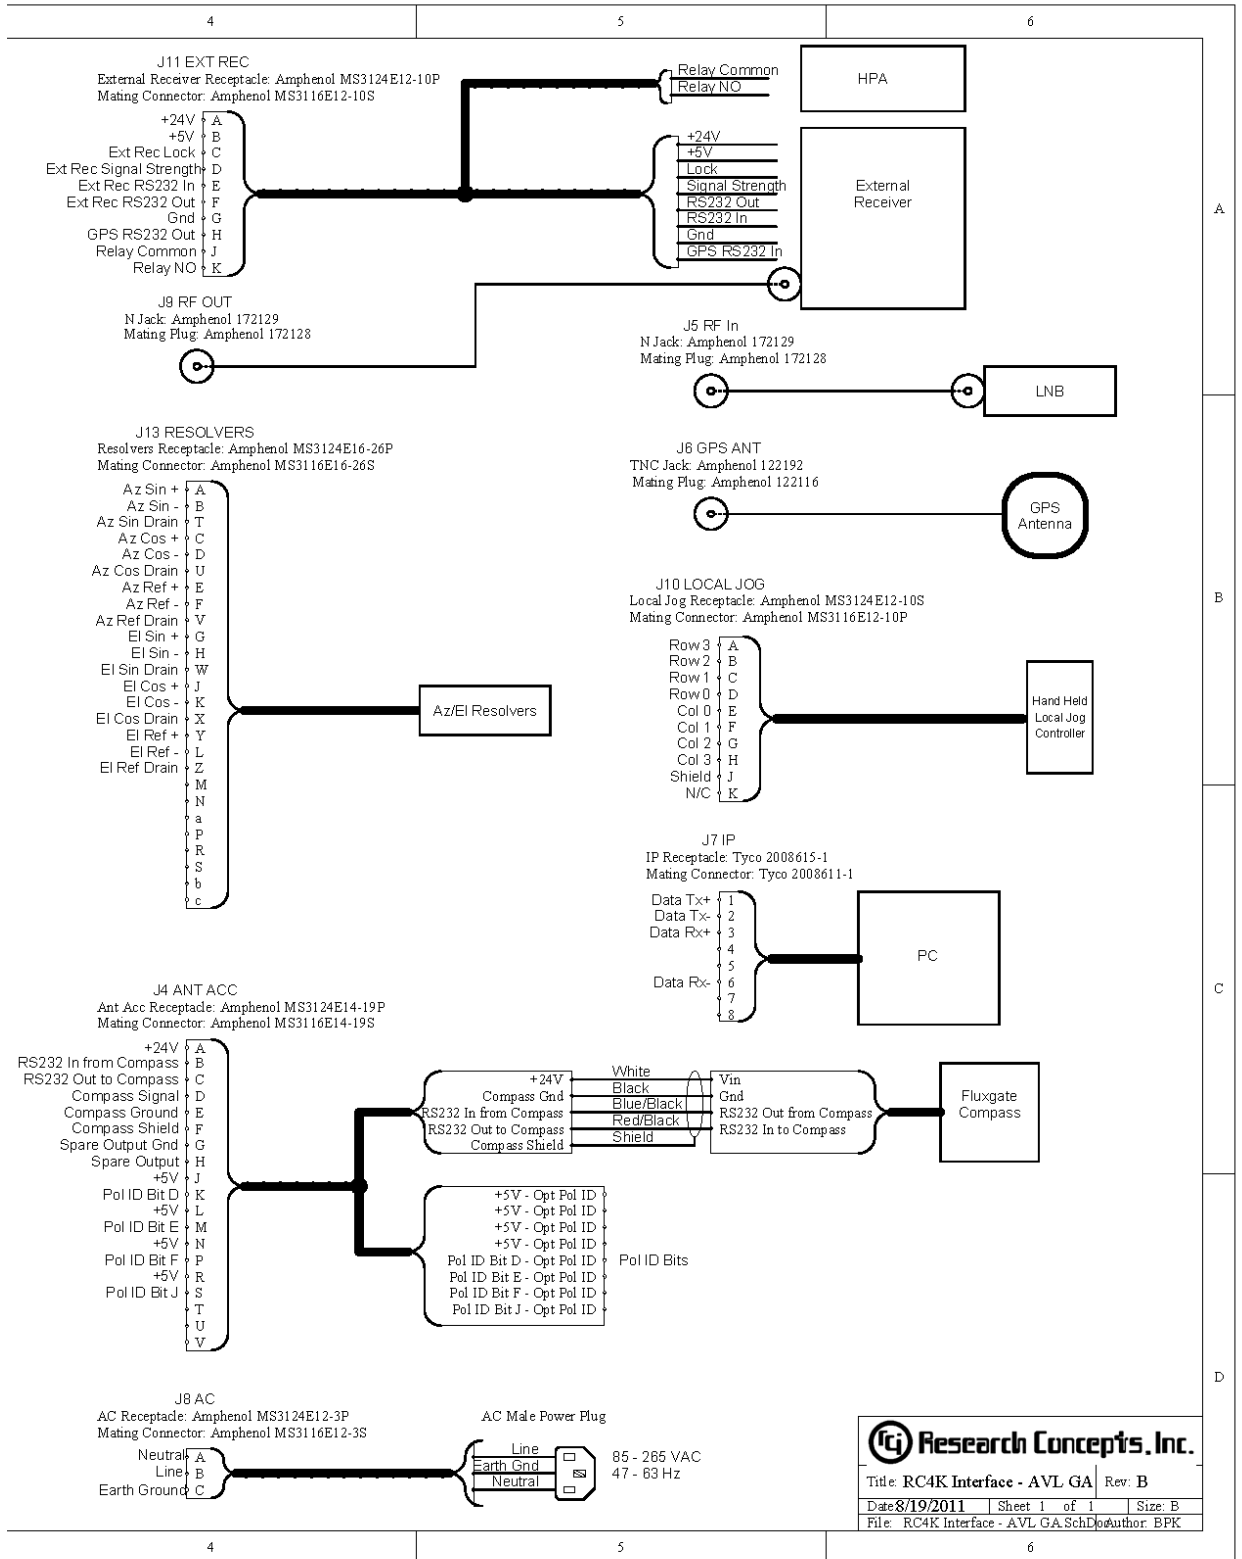 4 5 6
J11 EXT REC
External Receiver Receptacle: Amphenol MS3124E12-10P
Mating Connector: Amphenol MS3116E12-10S
+24V A
+5V B
Ext Rec Lock C
Ext Rec Signal Strength D
Ext Rec RS232 In E
Ext Rec RS232 Out F
Gnd G
GPS RS232 Out H
Relay Common J
Relay NO K
Relay Common
Relay NO
HPA
+24V
+5V
Lock
Signal Strength
RS232 Out
RS232 In
Gnd
GPS RS232 In
External
Receiver
A
J9 RF OUT
N Jack: Amphenol 172129
Mating Plug: Amphenol 172128
J5 RF In
N Jack: Amphenol 172129
Mating Plug: Amphenol 172128
LNB
J13 RESOLVERS
Resolvers Receptacle: Amphenol MS3124E16-26P
Mating Connector: Amphenol MS3116E16-26S
Az Sin + A
Az Sin - B
Az Sin Drain T
Az Cos + C
Az Cos - D
Az Cos Drain U
Az Ref + E
Az Ref - F
Az Ref Drain V
El Sin + G
El Sin - H
El Sin Drain W
El Cos + J
El Cos - K
El Cos Drain X
El Ref + Y
El Ref - L
El Ref Drain Z
M
N
a
P
R
S
b
c
Az/El Resolvers
J6 GPS ANT
TNC Jack: Amphenol 122192
Mating Plug: Amphenol 122116
GPS
Antenna
B
J10 LOCAL JOG
Local Jog Receptacle: Amphenol MS3124E12-10S
Mating Connector: Amphenol MS3116E12-10P
Row 3 A
Row 2 B
Row 1 C
Row 0 D
Col 0 E
Col 1 F
Col 2 G
Col 3 H
Shield J
N/C K
Hand Held
Local Jog
Controller
J7 IP
IP Receptacle: Tyco 2008615-1
Mating Connector: Tyco 2008611-1
Data Tx+ 1
Data Tx- 2
Data Rx+ 3
4
5
Data Rx- 6
7
8
PC
C
J4 ANT ACC
Ant Acc Receptacle: Amphenol MS3124E14-19P
Mating Connector: Amphenol MS3116E14-19S
+24V A
RS232 In from Compass B
RS232 Out to Compass C
Compass Signal D
Compass Ground E
Compass Shield F
Spare Output Gnd G
Spare Output H
+5V J
Pol ID Bit D K
+5V L
Pol ID Bit E M
+5V N
Pol ID Bit F P
+5V R
Pol ID Bit J S
T
U
V
+24V White Vin
Compass Gnd Black Gnd
RS232 In from Compass Blue/Black RS232 Out from Compass
RS232 Out to Compass Red/Black RS232 In to Compass
Compass Shield Shield
Fluxgate
Compass
+5V - Opt Pol ID
+5V - Opt Pol ID
+5V - Opt Pol ID
+5V - Opt Pol ID
Pol ID Bit D - Opt Pol ID
Pol ID Bit E - Opt Pol ID
Pol ID Bit F - Opt Pol ID
Pol ID Bit J - Opt Pol ID
Pol ID Bits
D
J8 AC
AC Receptacle: Amphenol MS3124E12-3P
Mating Connector: Amphenol MS3116E12-3S
Neutral A
Line B
Earth Ground C
AC Male Power Plug
Line
Earth Gnd
Neutral
85 - 265 VAC
47 - 63 Hz
rci Research Concepts, Inc.
Title: RC4K Interface - AVL GA Rev: B
Date: 8/19/2011 Sheet 1 of 1 Size: B
File: RC4K Interface - AVL GA.SchDoc Author: BPK
4 5 6